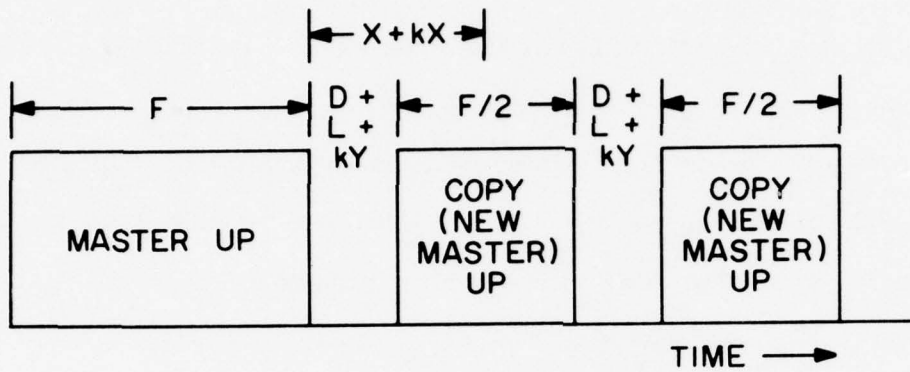 X + kX
F
D +
L +
kY
F/2
D +
L +
kY
F/2
MASTER UP
COPY
(NEW
MASTER)
UP
COPY
(NEW
MASTER)
UP
TIME